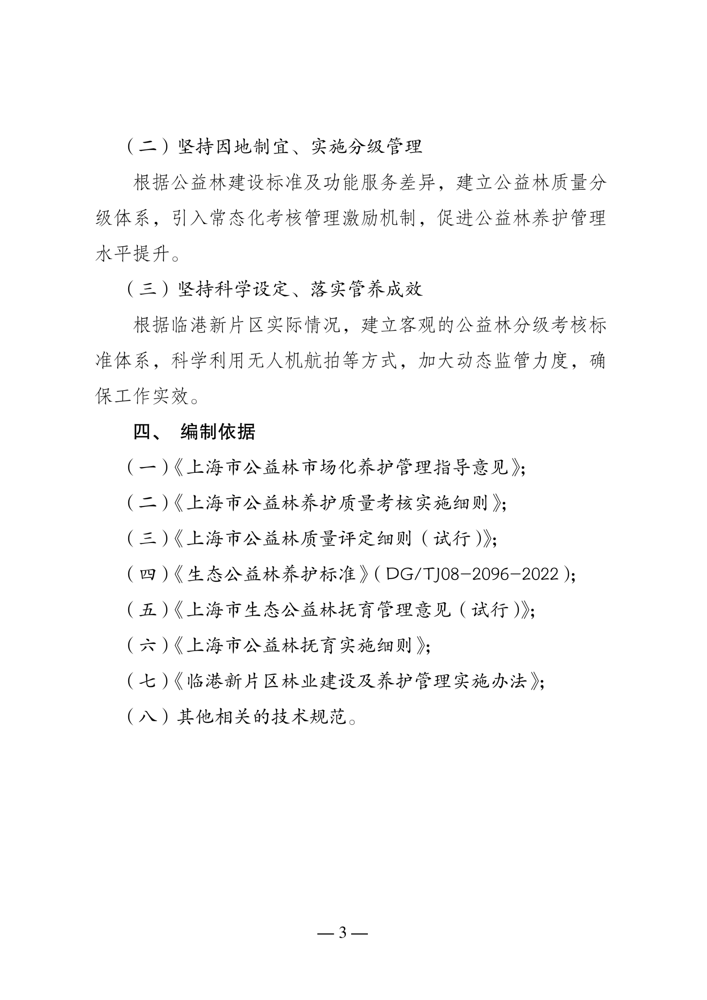 （二）坚持因地制宜、实施分级管理
根据公益林建设标准及功能服务差异，建立公益林质量分
级体系，引入常态化考核管理激励机制，促进公益林养护管理
水平提升。
（三）坚持科学设定、落实管养成效
根据临港新片区实际情况，建立客观的公益林分级考核标
准体系，科学利用无人机航拍等方式，加大动态监管力度，确
保工作实效。
四、 编制依据
（一）《上海市公益林市场化养护管理指导意见》；
（二）《上海市公益林养护质量考核实施细则》；
（三）《上海市公益林质量评定细则（试行）》；
（四）《生态公益林养护标准》（DG/TJ08-2096-2022）；
（五）《上海市生态公益林抚育管理意见（试行）》；
（六）《上海市公益林抚育实施细则》；
（七）《临港新片区林业建设及养护管理实施办法》；
（八）其他相关的技术规范。
— 3 —